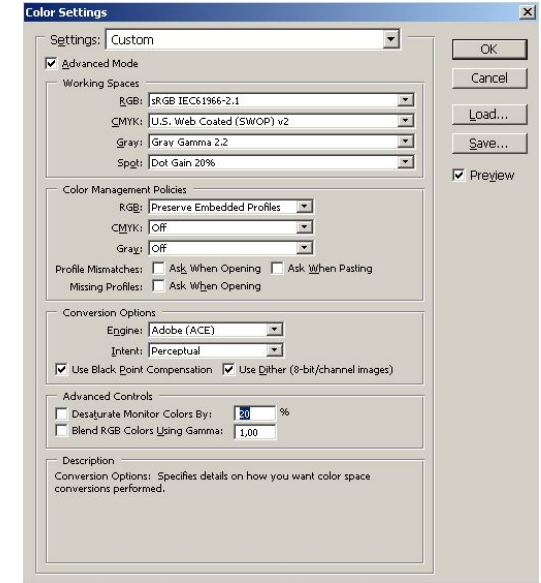 Color Settings
Settings: Custom
OK
Advanced Mode
Cancel
Working Spaces
RGB: sRGB IEC61966-2.1
Load...
CMYK: U.S. Web Coated (SWOP) v2
Gray: Gray Gamma 2.2
Save...
Spot: Dot Gain 20%
Preview
Color Management Policies
RGB: Preserve Embedded Profiles
CMYK: Off
Gray: Off
Profile Mismatches: Ask When Opening Ask When Pasting
Missing Profiles: Ask When Opening
Conversion Options
Engine: Adobe (ACE)
Intent: Perceptual
Use Black Point Compensation Use Dither (8-bit/channel images)
Advanced Controls
Desaturate Monitor Colors By: 20 %
Blend RGB Colors Using Gamma: 1,00
Description
Conversion Options: Specifies details on how you want color space
conversions performed.